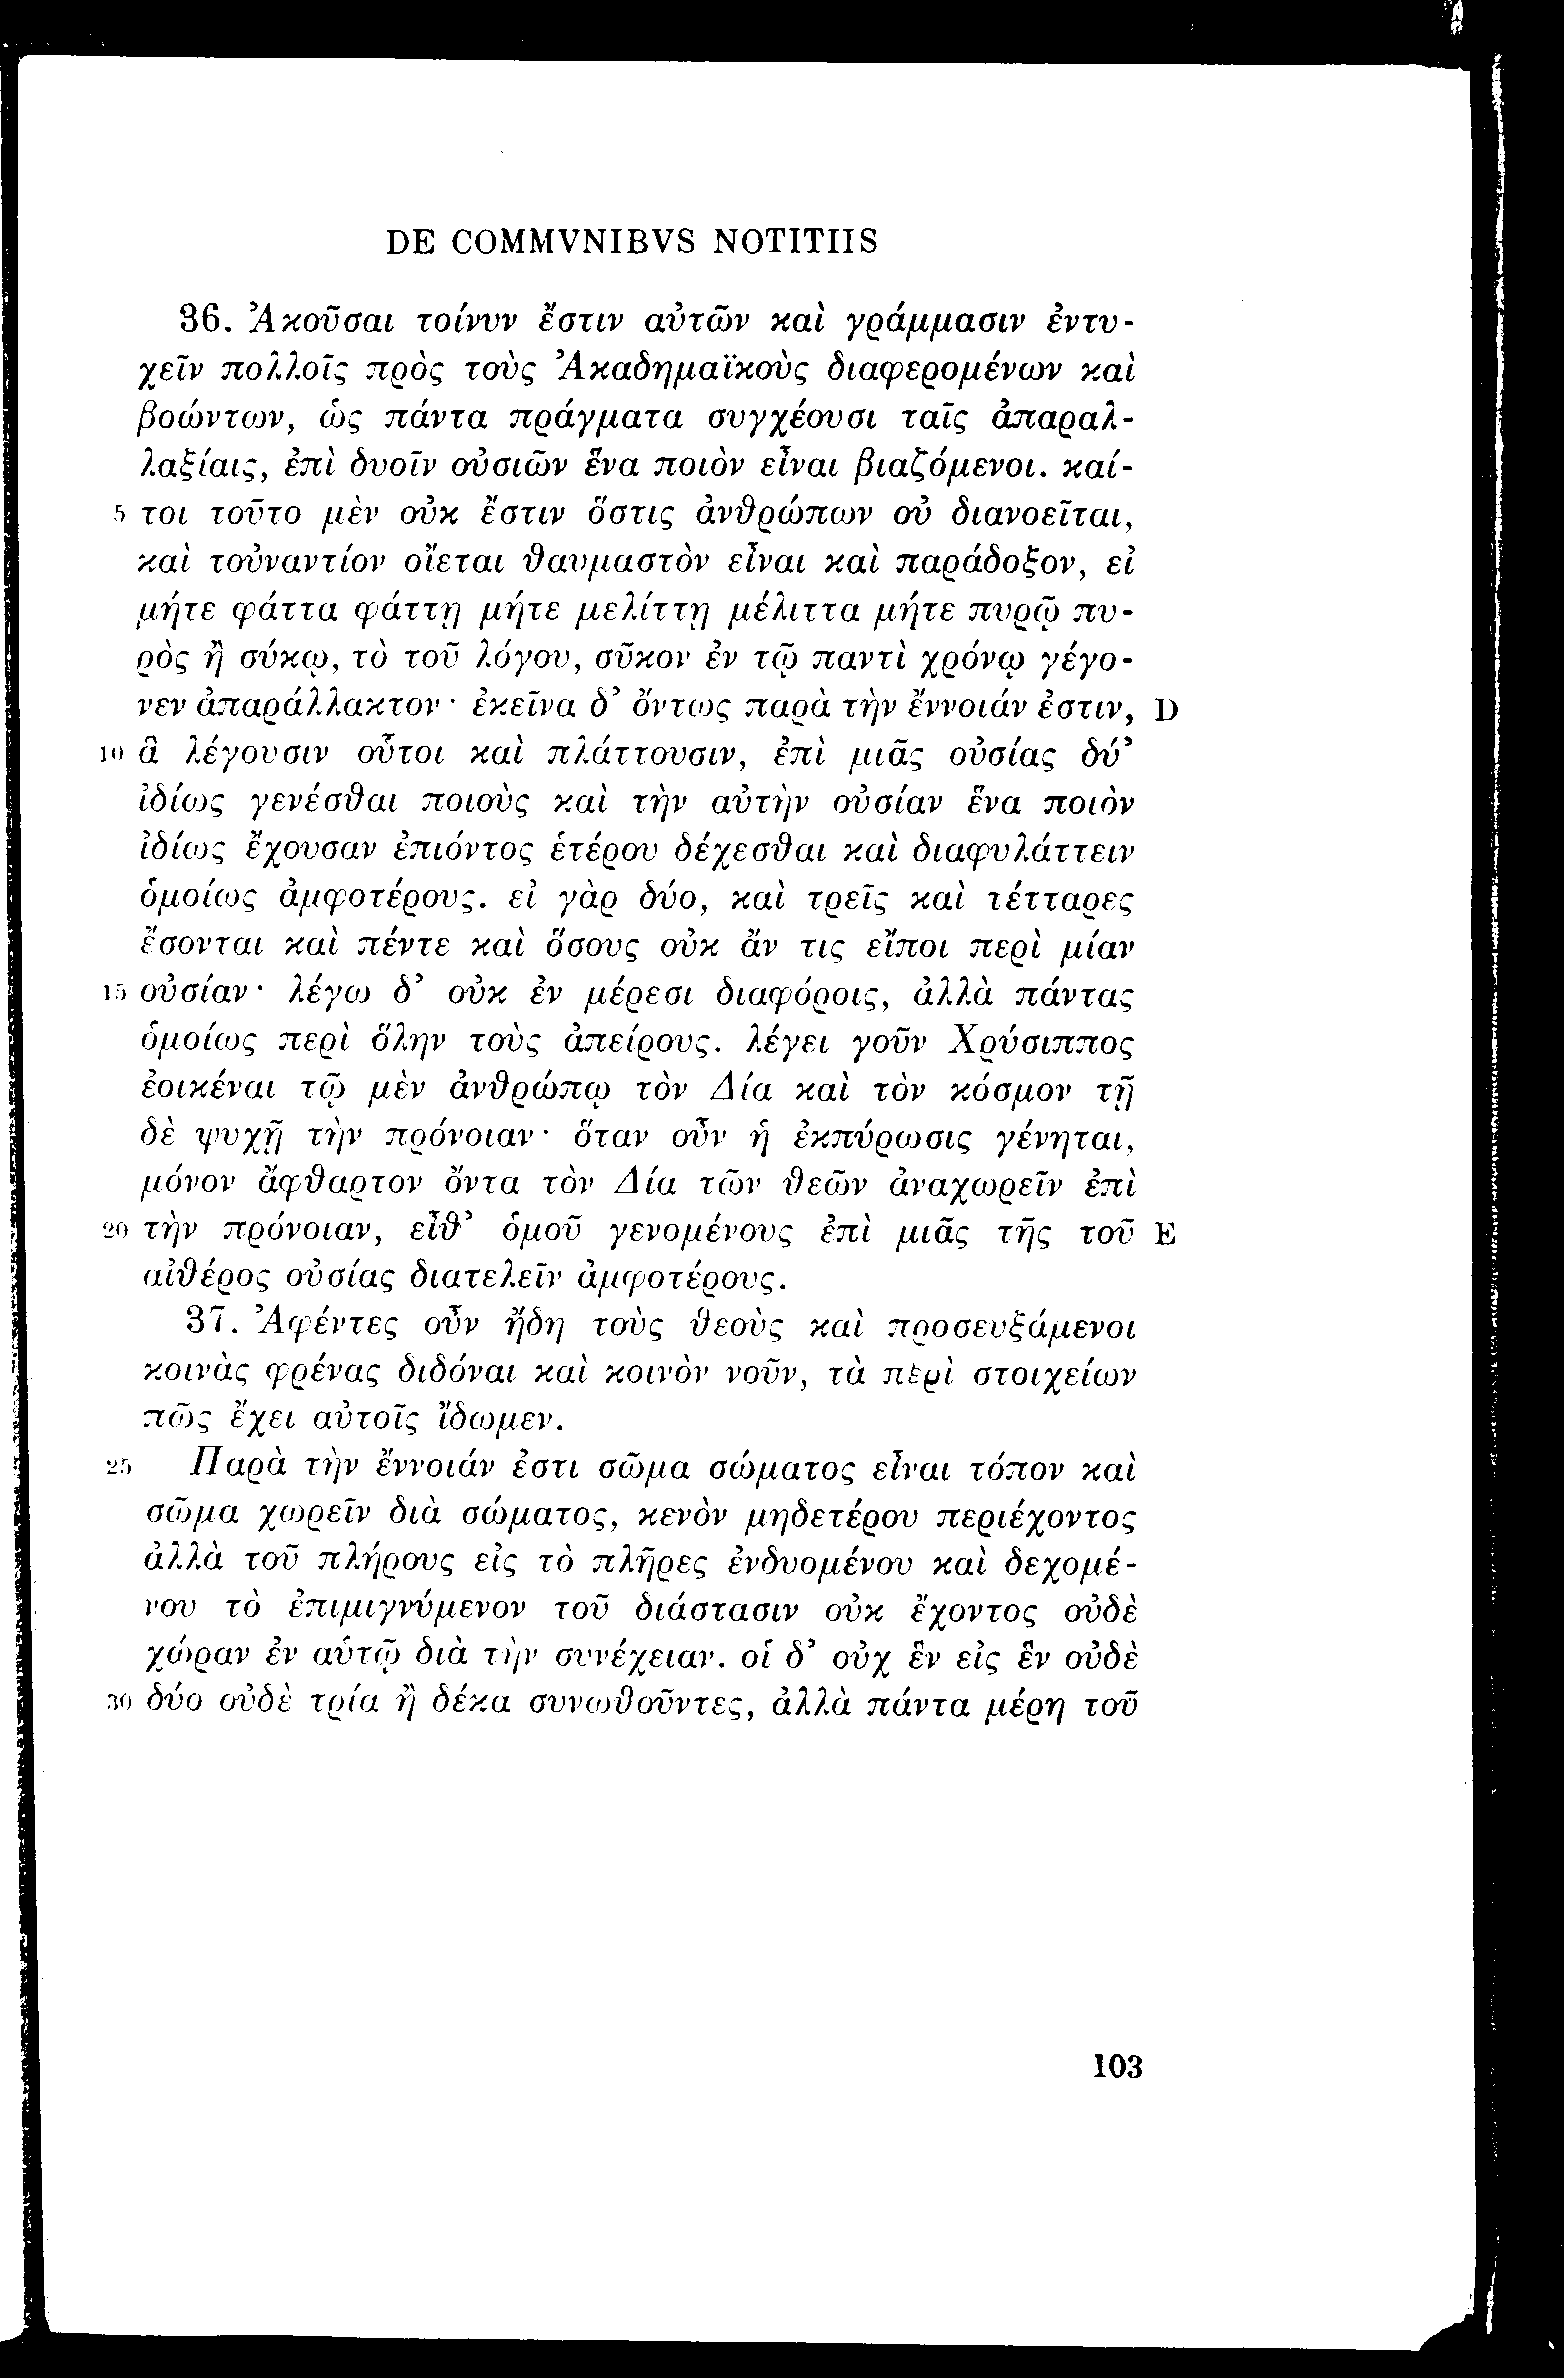 DE COMMVNIBVS NOTITIIS
36. Ἀκοῦσαι τοίνυν ἔστιν αὐτῶν καὶ γράμμασιν ἐντυ-
χεῖν πολλοῖς πρὸς τοὺς Ἀκαδημαϊκοὺς διαφερομένων καὶ
βοώντων, ὡς πάντα πράγματα συγχέουσι ταῖς ἀπαραλ-
λαξίαις, ἐπὶ δυοῖν οὐσιῶν ἕνα ποιὸν εἶναι βιαζόμενοι. καί-
5 τοι τοῦτο μὲν οὐκ ἔστιν ὅστις ἀνθρώπων οὐ διανοεῖται,
καὶ τοὐναντίον οἴεται θαυμαστὸν εἶναι καὶ παράδοξον, εἰ
μήτε φάττα φάττῃ μήτε μελίττῃ μέλιττα μήτε πυρῷ πυ-
ρὸς ἢ σύκῳ, τὸ τοῦ λόγου, σῦκον ἐν τῷ παντὶ χρόνῳ γέγο-
νεν ἀπαράλλακτον· ἐκεῖνα δ’ ὄντως παρὰ τὴν ἔννοιάν ἐστιν, D
10 ἃ λέγουσιν οὗτοι καὶ πλάττουσιν, ἐπὶ μιᾶς οὐσίας δύ’
ἰδίως γενέσθαι ποιοὺς καὶ τὴν αὐτὴν οὐσίαν ἕνα ποιὸν
ἰδίως ἔχουσαν ἐπιόντος ἑτέρου δέχεσθαι καὶ διαφυλάττειν
ὁμοίως ἀμφοτέρους. εἰ γὰρ δύο, καὶ τρεῖς καὶ τέτταρες
ἔσονται καὶ πέντε καὶ ὅσους οὐκ ἄν τις εἴποι περὶ μίαν
15 οὐσίαν· λέγω δ’ οὐκ ἐν μέρεσι διαφόροις, ἀλλὰ πάντας
ὁμοίως περὶ ὅλην τοὺς ἀπείρους. λέγει γοῦν Χρύσιππος
ἐοικέναι τῷ μὲν ἀνθρώπῳ τὸν Δία καὶ τὸν κόσμον τῇ
δὲ ψυχῇ τὴν πρόνοιαν· ὅταν οὖν ἡ ἐκπύρωσις γένηται,
μόνον ἄφθαρτον ὄντα τὸν Δία τῶν θεῶν ἀναχωρεῖν ἐπὶ
20 τὴν πρόνοιαν, εἶθ’ ὁμοῦ γενομένους ἐπὶ μιᾶς τῆς τοῦ E
αἰθέρος οὐσίας διατελεῖν ἀμφοτέρους.
37. Ἀφέντες οὖν ἤδη τοὺς θεοὺς καὶ προσευξάμενοι
κοινὰς φρένας διδόναι καὶ κοινὸν νοῦν, τὰ περὶ στοιχείων
πῶς ἔχει αὐτοῖς ἴδωμεν.
25 Παρὰ τὴν ἔννοιάν ἐστι σῶμα σώματος εἶναι τόπον καὶ
σῶμα χωρεῖν διὰ σώματος, κενὸν μηδετέρου περιέχοντος
ἀλλὰ τοῦ πλήρους εἰς τὸ πλῆρες ἐνδυομένου καὶ δεχομέ-
νου τὸ ἐπιμιγνύμενον τοῦ διάστασιν οὐκ ἔχοντος οὐδὲ
χώραν ἐν αὑτῷ διὰ τὴν συνέχειαν. οἱ δ’ οὐχ ἓν εἰς ἓν οὐδὲ
30 δύο οὐδὲ τρία ἢ δέκα συνωθοῦντες, ἀλλὰ πάντα μέρη τοῦ
103